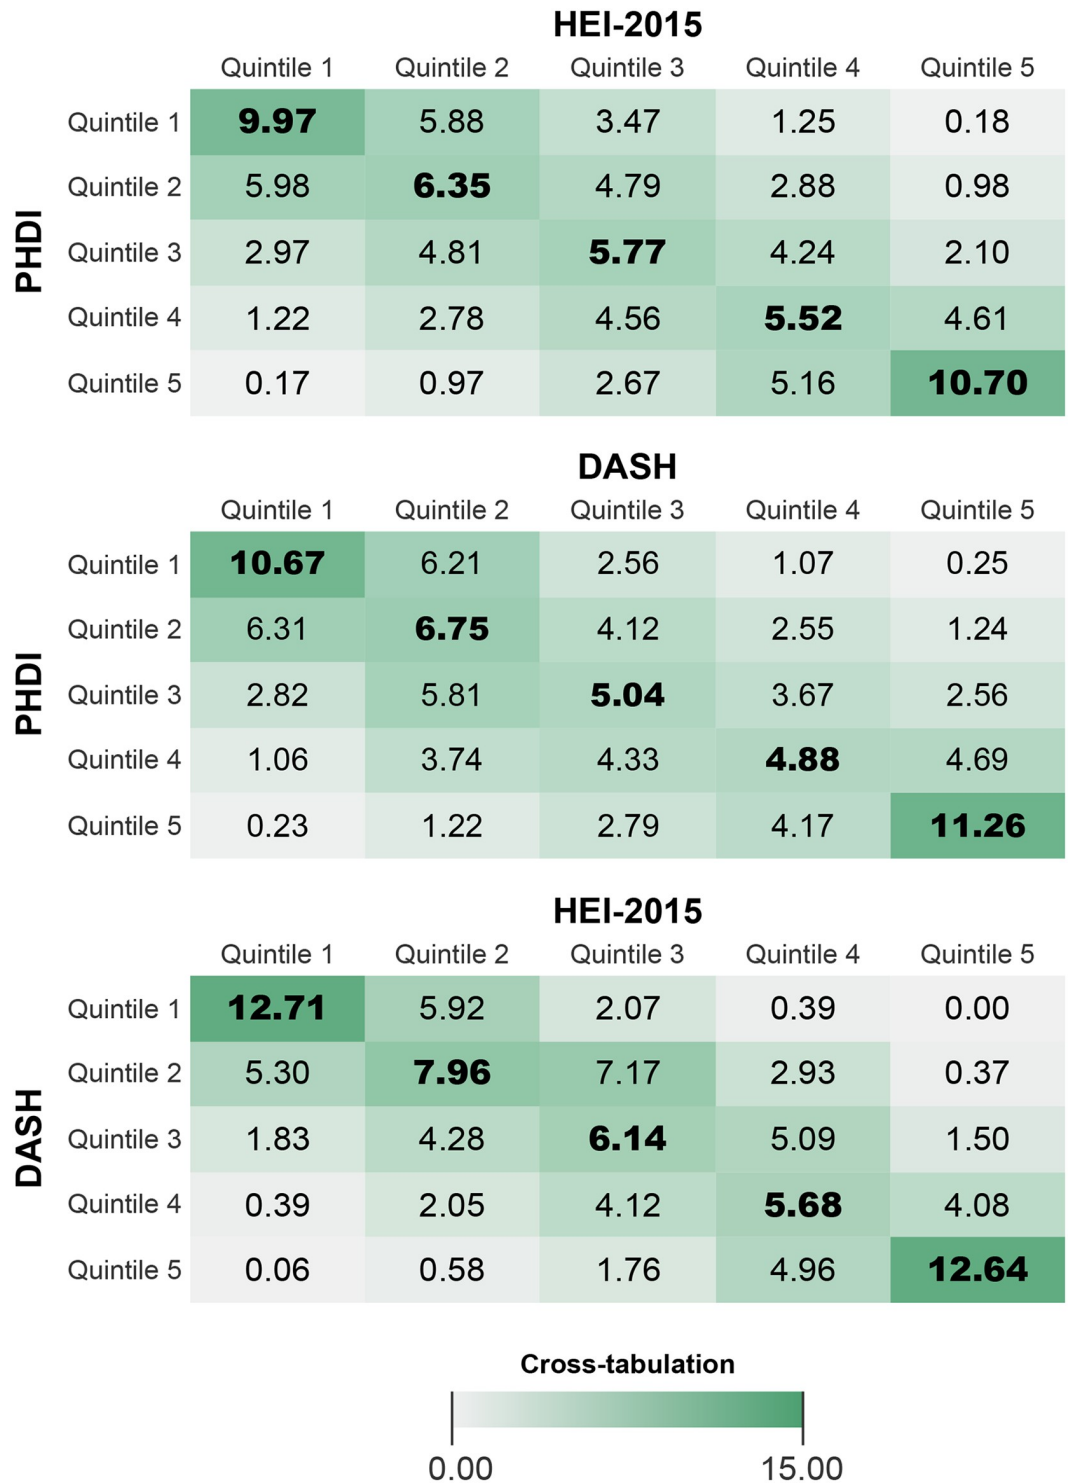 HEI-2015
Quintile 1 Quintile 2 Quintile 3 Quintile 4 Quintile 5
PHDI
Quintile 1 9.97 5.88 3.47 1.25 0.18
Quintile 2 5.98 6.35 4.79 2.88 0.98
Quintile 3 2.97 4.81 5.77 4.24 2.10
Quintile 4 1.22 2.78 4.56 5.52 4.61
Quintile 5 0.17 0.97 2.67 5.16 10.70
DASH
Quintile 1 Quintile 2 Quintile 3 Quintile 4 Quintile 5
PHDI
Quintile 1 10.67 6.21 2.56 1.07 0.25
Quintile 2 6.31 6.75 4.12 2.55 1.24
Quintile 3 2.82 5.81 5.04 3.67 2.56
Quintile 4 1.06 3.74 4.33 4.88 4.69
Quintile 5 0.23 1.22 2.79 4.17 11.26
HEI-2015
Quintile 1 Quintile 2 Quintile 3 Quintile 4 Quintile 5
DASH
Quintile 1 12.71 5.92 2.07 0.39 0.00
Quintile 2 5.30 7.96 7.17 2.93 0.37
Quintile 3 1.83 4.28 6.14 5.09 1.50
Quintile 4 0.39 2.05 4.12 5.68 4.08
Quintile 5 0.06 0.58 1.76 4.96 12.64
Cross-tabulation
0.00 15.00